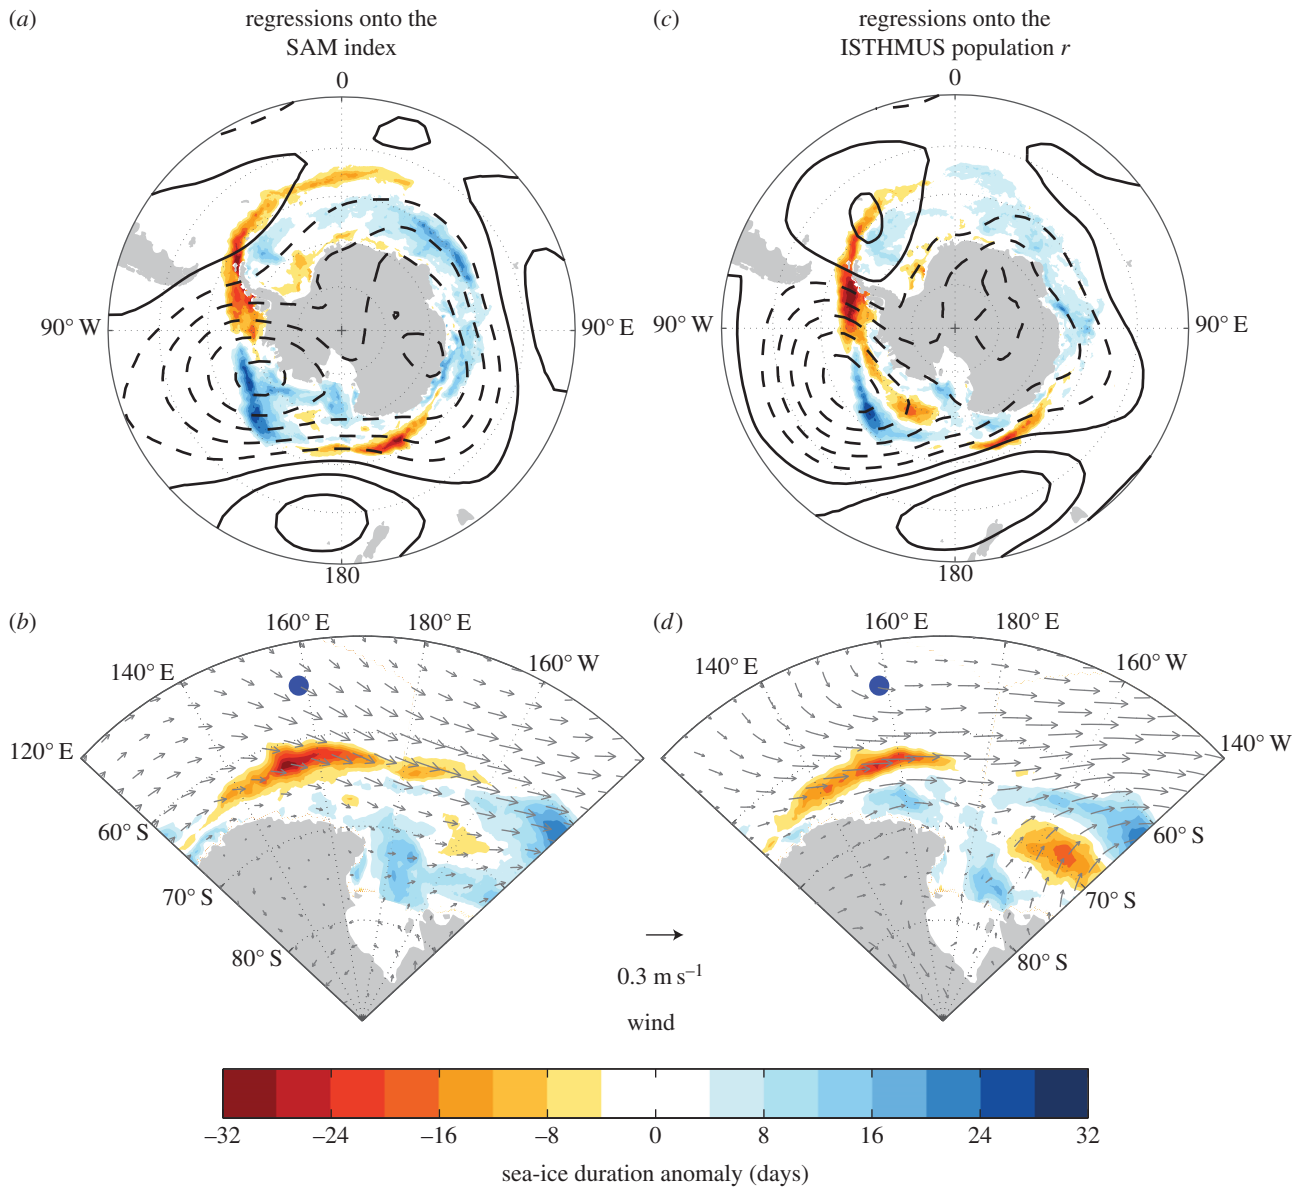 (a)
regressions onto the
SAM index
0
90° W
90° E
180
(c)
regressions onto the
ISTHMUS population r
0
90° W
90° E
180
(b)
120° E
140° E
160° E
180° E
160° W
60° S
70° S
80° S
(d)
140° E
160° E
180° E
160° W
140° W
60° S
70° S
80° S
0.3 m s⁻¹
wind
–32
–24
–16
–8
0
8
16
24
32
sea-ice duration anomaly (days)